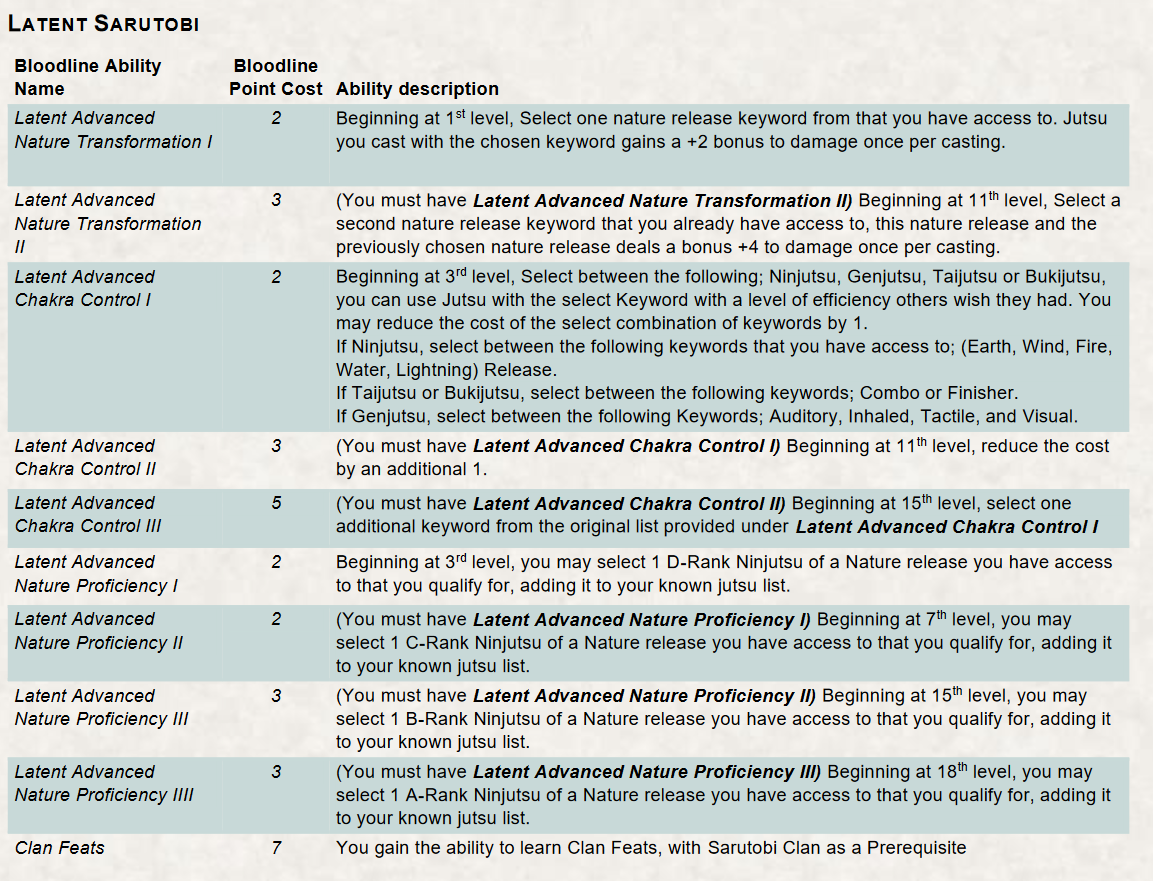 LATENT SARUTOBI
Bloodline Ability Name
Bloodline Point Cost
Ability description
Latent Advanced
Nature Transformation I
2
Beginning at 1st level, Select one nature release keyword from that you have access to. Jutsu
you cast with the chosen keyword gains a +2 bonus to damage once per casting.
Latent Advanced
Nature Transformation
II
3
(You must have Latent Advanced Nature Transformation II) Beginning at 11th level, Select a
second nature release keyword that you already have access to, this nature release and the
previously chosen nature release deals a bonus +4 to damage once per casting.
Latent Advanced
Chakra Control I
2
Beginning at 3rd level, Select between the following; Ninjutsu, Genjutsu, Taijutsu or Bukijutsu,
you can use Jutsu with the select Keyword with a level of efficiency others wish they had. You
may reduce the cost of the select combination of keywords by 1.
If Ninjutsu, select between the following keywords that you have access to; (Earth, Wind, Fire,
Water, Lightning) Release.
If Taijutsu or Bukijutsu, select between the following keywords; Combo or Finisher.
If Genjutsu, select between the following Keywords; Auditory, Inhaled, Tactile, and Visual.
Latent Advanced
Chakra Control II
3
(You must have Latent Advanced Chakra Control I) Beginning at 11th level, reduce the cost
by an additional 1.
Latent Advanced
Chakra Control III
5
(You must have Latent Advanced Chakra Control II) Beginning at 15th level, select one
additional keyword from the original list provided under Latent Advanced Chakra Control I
Latent Advanced
Nature Proficiency I
2
Beginning at 3rd level, you may select 1 D-Rank Ninjutsu of a Nature release you have access
to that you qualify for, adding it to your known jutsu list.
Latent Advanced
Nature Proficiency II
2
(You must have Latent Advanced Nature Proficiency I) Beginning at 7th level, you may
select 1 C-Rank Ninjutsu of a Nature release you have access to that you qualify for, adding it
to your known jutsu list.
Latent Advanced
Nature Proficiency III
3
(You must have Latent Advanced Nature Proficiency II) Beginning at 15th level, you may
select 1 B-Rank Ninjutsu of a Nature release you have access to that you qualify for, adding it
to your known jutsu list.
Latent Advanced
Nature Proficiency IIII
3
(You must have Latent Advanced Nature Proficiency III) Beginning at 18th level, you may
select 1 A-Rank Ninjutsu of a Nature release you have access to that you qualify for, adding it
to your known jutsu list.
Clan Feats
7
You gain the ability to learn Clan Feats, with Sarutobi Clan as a Prerequisite